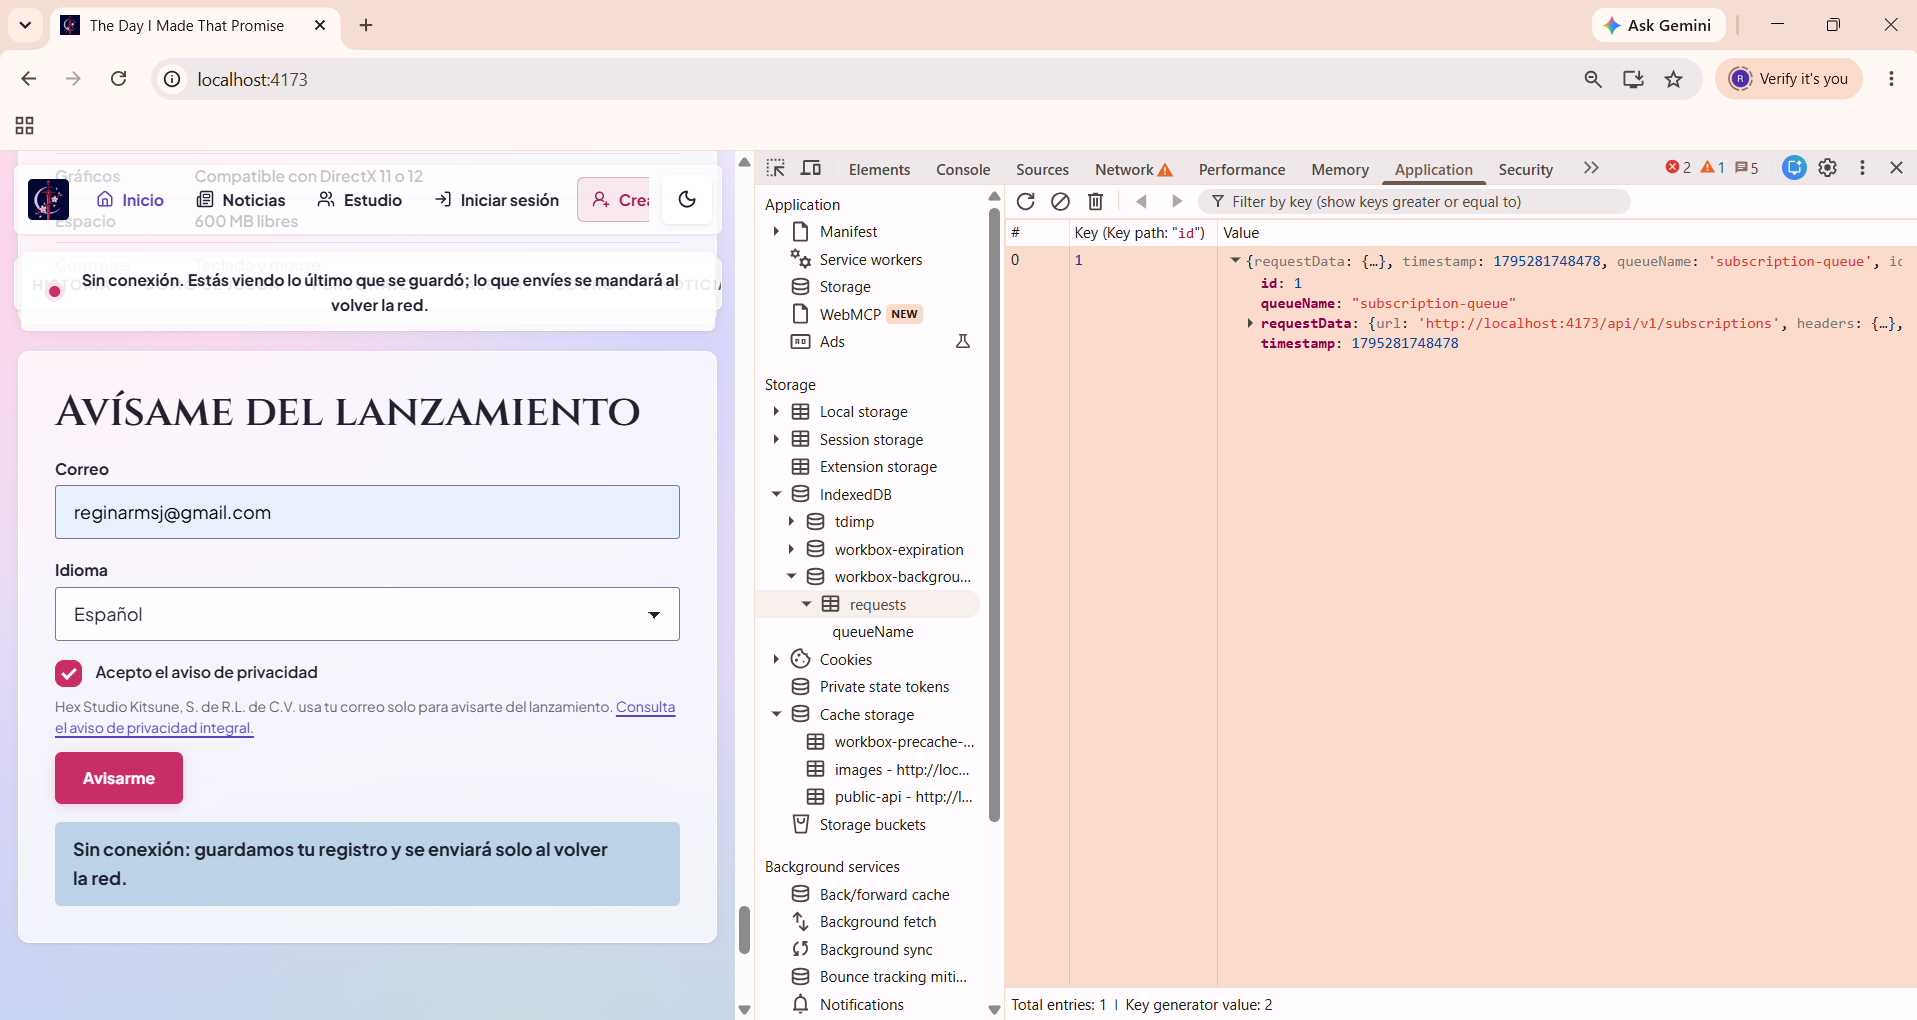 The Day I Made That Promise
Ask Gemini
localhost:4173
R
Verify it's you
Gráficos
Compatible con DirectX 11 o 12
Inicio
Noticias
Estudio
Iniciar sesión
Crea
Espacio
600 MB libres
Controles
Teclado y mouse
Sin conexión. Estás viendo lo último que se guardó; lo que envíes se mandará al
volver la red.
AVÍSAME DEL LANZAMIENTO
Correo
reginarmsj@gmail.com
Idioma
Español
Acepto el aviso de privacidad
Hex Studio Kitsune, S. de R.L. de C.V. usa tu correo solo para avisarte del lanzamiento. Consulta
el aviso de privacidad integral.
Avisarme
Sin conexión: guardamos tu registro y se enviará solo al volver
la red.
Elements
Console
Sources
Network
Performance
Memory
Application
Security
2
1
5
Application
Manifest
Service workers
Storage
WebMCP
NEW
Ads
Storage
Local storage
Session storage
Extension storage
IndexedDB
tdimp
workbox-expiration
workbox-backgrou...
requests
queueName
Cookies
Private state tokens
Cache storage
workbox-precache-...
images - http://loc...
public-api - http://l...
Storage buckets
Background services
Back/forward cache
Background fetch
Background sync
Bounce tracking miti...
Notifications
Filter by key (show keys greater or equal to)
#
Key (Key path: "id")
Value
0
1
{requestData: {…}, timestamp: 1795281748478, queueName: 'subscription-queue', id
id: 1
queueName: "subscription-queue"
requestData: {url: 'http://localhost:4173/api/v1/subscriptions', headers: {…},
timestamp: 1795281748478
Total entries: 1 | Key generator value: 2